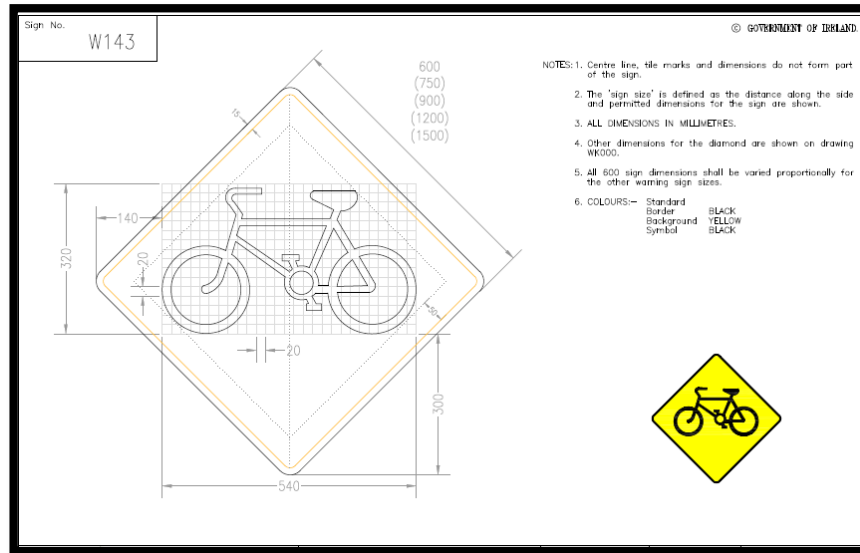 Sign No.
W143
© GOVERNMENT OF IRELAND.
600
(750)
(900)
(1200)
(1500)
15
140
320
20
50
20
300
540
NOTES: 1. Centre line, tile marks and dimensions do not form part
of the sign.
2. The 'sign size' is defined as the distance along the side
and permitted dimensions for the sign are shown.
3. ALL DIMENSIONS IN MILLIMETRES.
4. Other dimensions for the diamond are shown on drawing
WK000.
5. All 600 sign dimensions shall be varied proportionally for
the other warning sign sizes.
6. COLOURS:– Standard
Border BLACK
Background YELLOW
Symbol BLACK